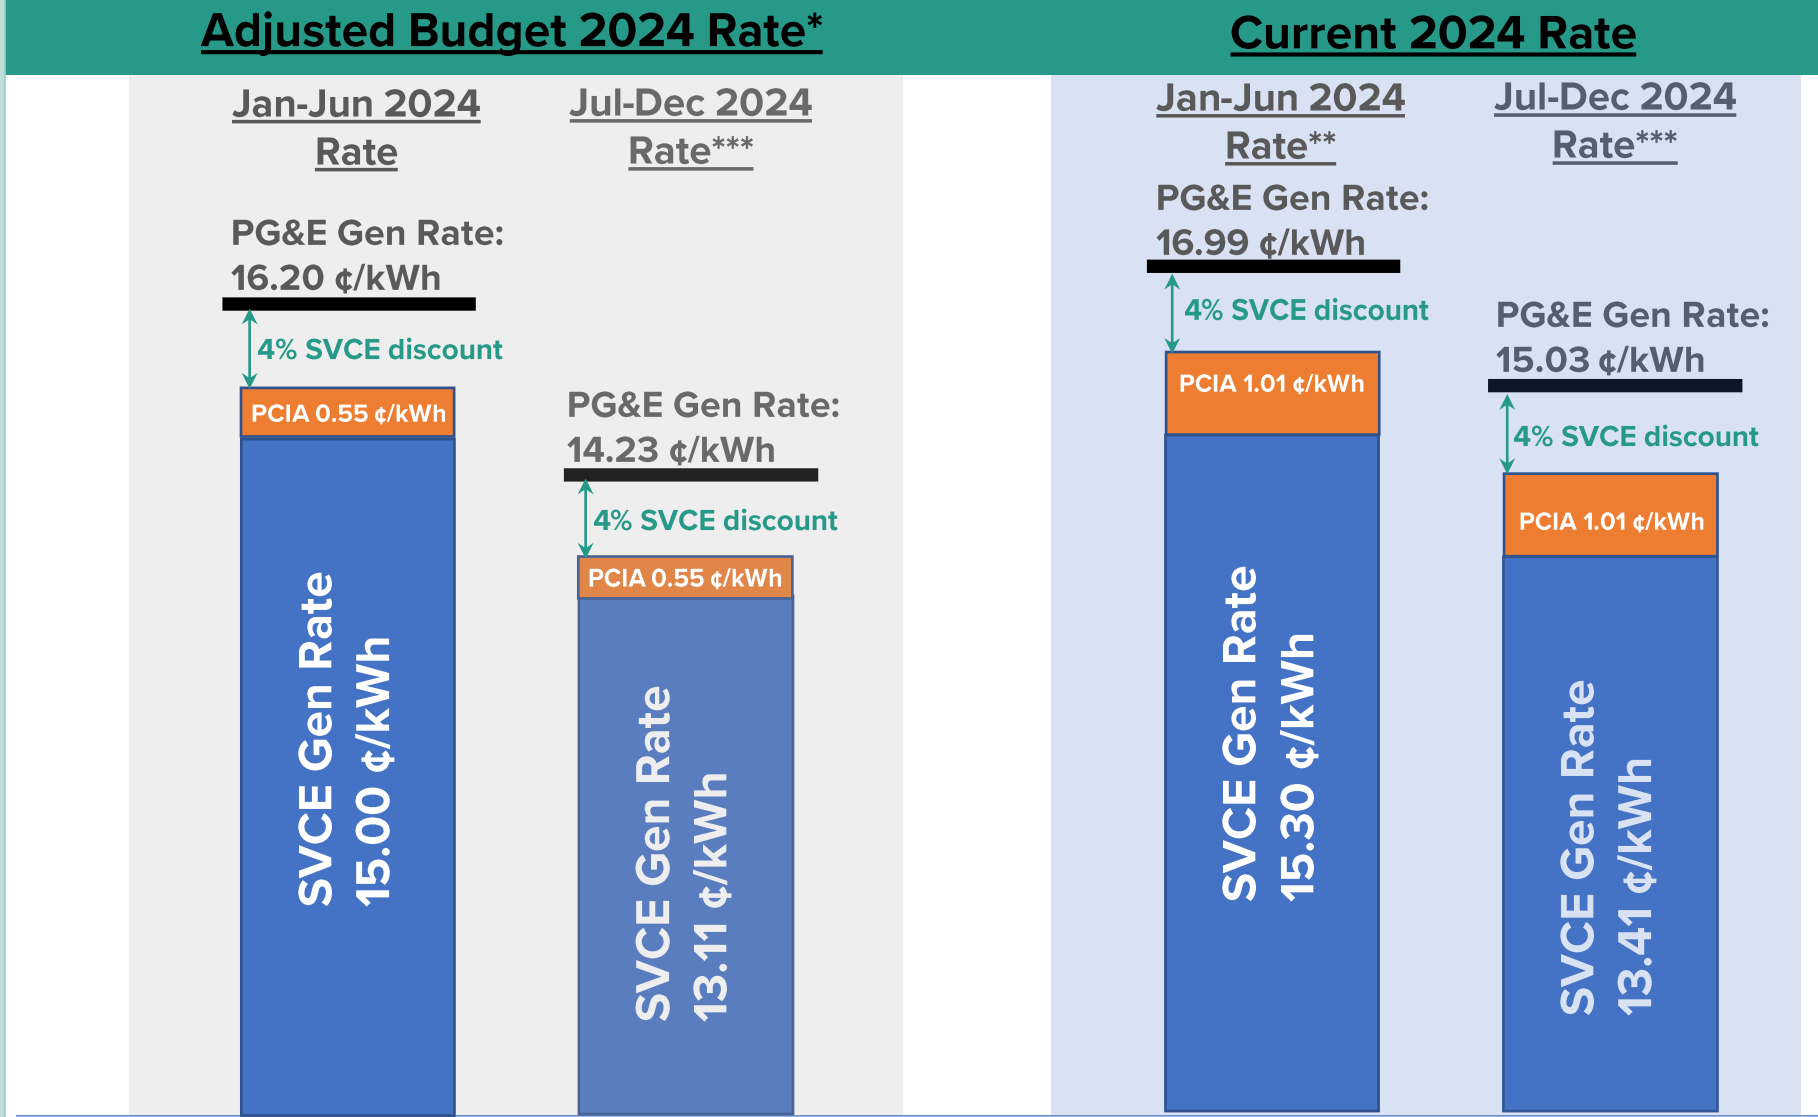 Adjusted Budget 2024 Rate*
Jan-Jun 2024
Rate
PG&E Gen Rate:
16.20 ¢/kWh
4% SVCE discount
PCIA 0.55 ¢/kWh
SVCE Gen Rate
15.00 ¢/kWh
Jul-Dec 2024
Rate***
PG&E Gen Rate:
14.23 ¢/kWh
4% SVCE discount
PCIA 0.55 ¢/kWh
SVCE Gen Rate
13.11 ¢/kWh
Current 2024 Rate
Jan-Jun 2024
Rate**
PG&E Gen Rate:
16.99 ¢/kWh
4% SVCE discount
PCIA 1.01 ¢/kWh
SVCE Gen Rate
15.30 ¢/kWh
Jul-Dec 2024
Rate***
PG&E Gen Rate:
15.03 ¢/kWh
4% SVCE discount
PCIA 1.01 ¢/kWh
SVCE Gen Rate
13.41 ¢/kWh